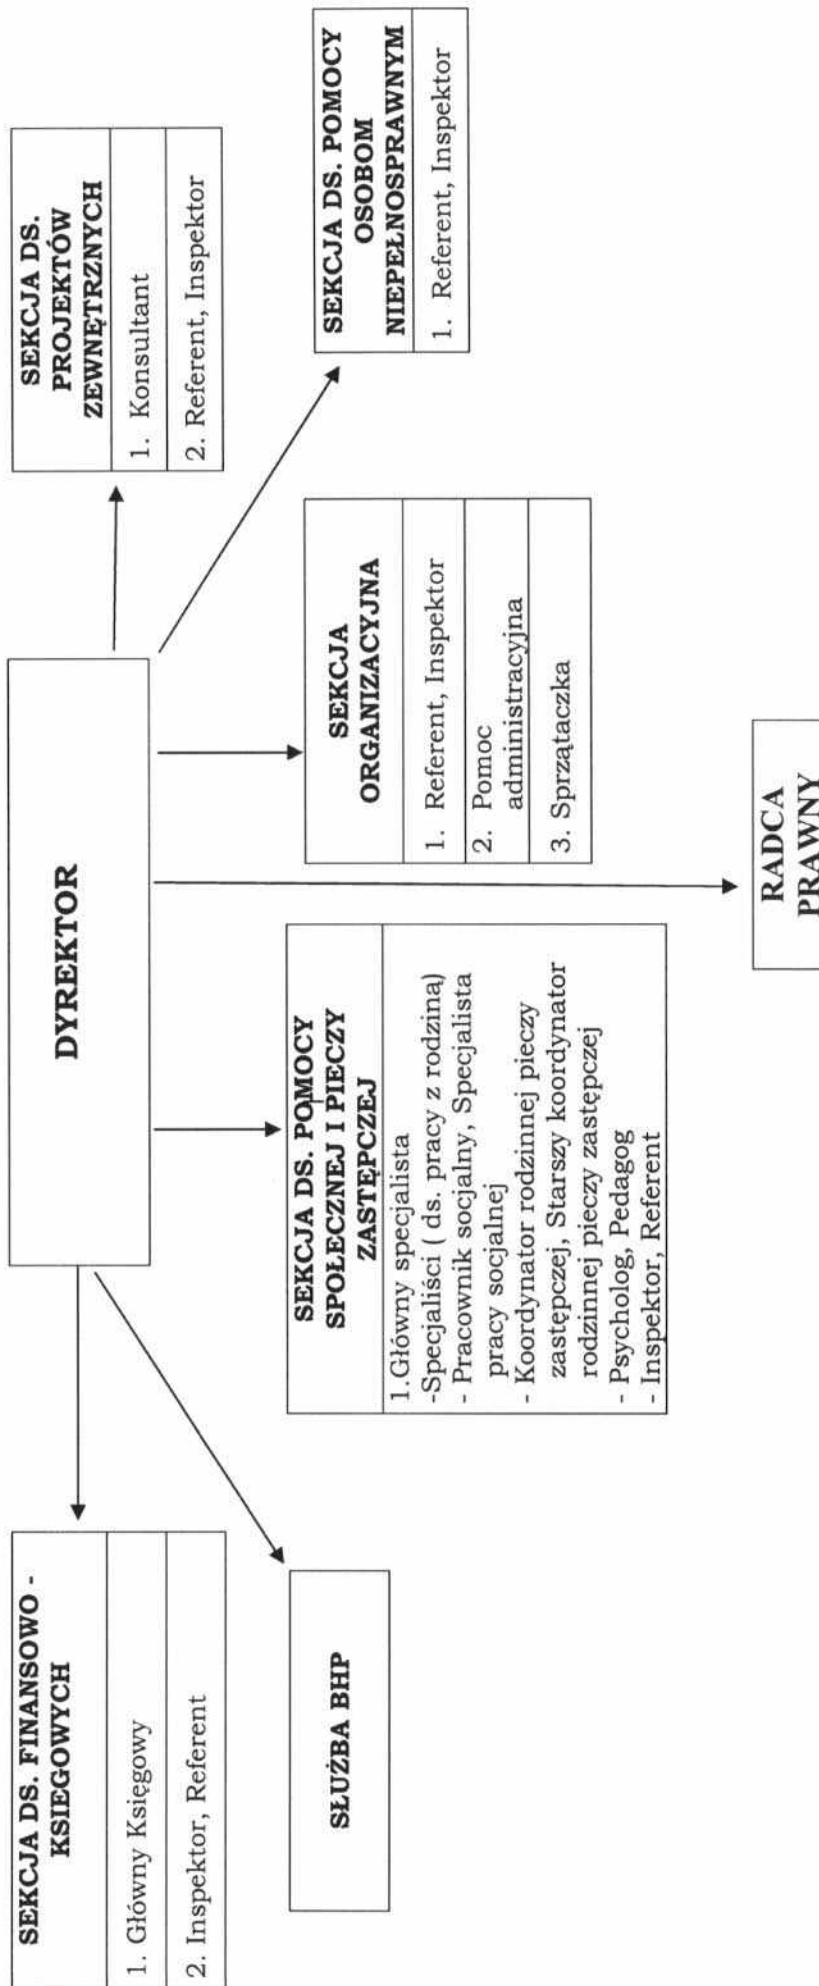 DYREKTOR
SEKCJA DS. FINANSOWO -
KSIEGOWYCH
1. Główny Księgowy
2. Inspektor, Referent
SŁUŻBA BHP
SEKCJA DS. POMOCY
SPOŁECZNEJ I PIECZY
ZASTĘPCZEJ
1.Główny specjalista
-Specjaliści ( ds. pracy z rodziną)
- Pracownik socjalny, Specjalista
pracy socjalnej
- Koordynator rodzinnej pieczy
zastępczej, Starszy koordynator
rodzinnej pieczy zastępczej
- Psycholog, Pedagog
- Inspektor, Referent
RADCA
PRAWNY
SEKCJA
ORGANIZACYJNA
1. Referent, Inspektor
2. Pomoc
administracyjna
3. Sprzątaczka
SEKCJA DS.
PROJEKTÓW
ZEWNĘTRZNYCH
1. Konsultant
2. Referent, Inspektor
SEKCJA DS. POMOCY
OSOBOM
NIEPEŁNOSPRAWNYM
1. Referent, Inspektor